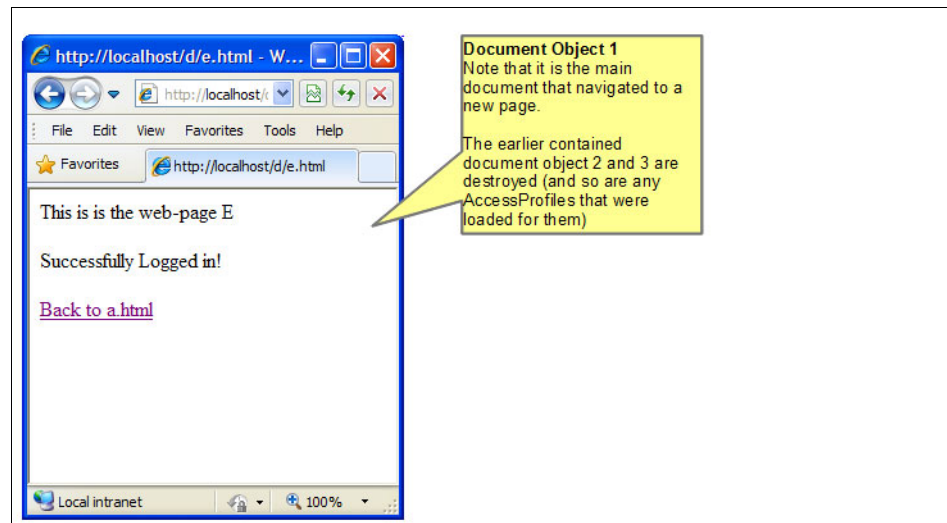 http://localhost/d/e.html - W...
http://localhost/
File Edit View Favorites Tools Help
Favorites
http://localhost/d/e.html
This is is the web-page E
Successfully Logged in!
Back to a.html
Local intranet
100%
Document Object 1
Note that it is the main
document that navigated to a
new page.
The earlier contained
document object 2 and 3 are
destroyed (and so are any
AccessProfiles that were
loaded for them)